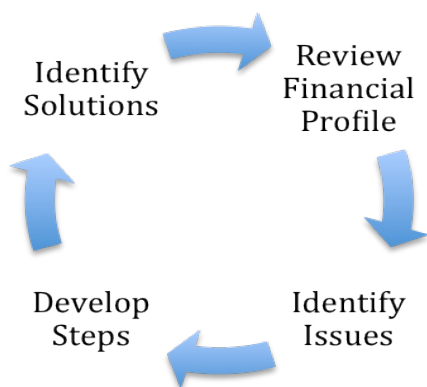 Identify
Solutions
Review
Financial
Profile
Develop
Steps
Identify
Issues